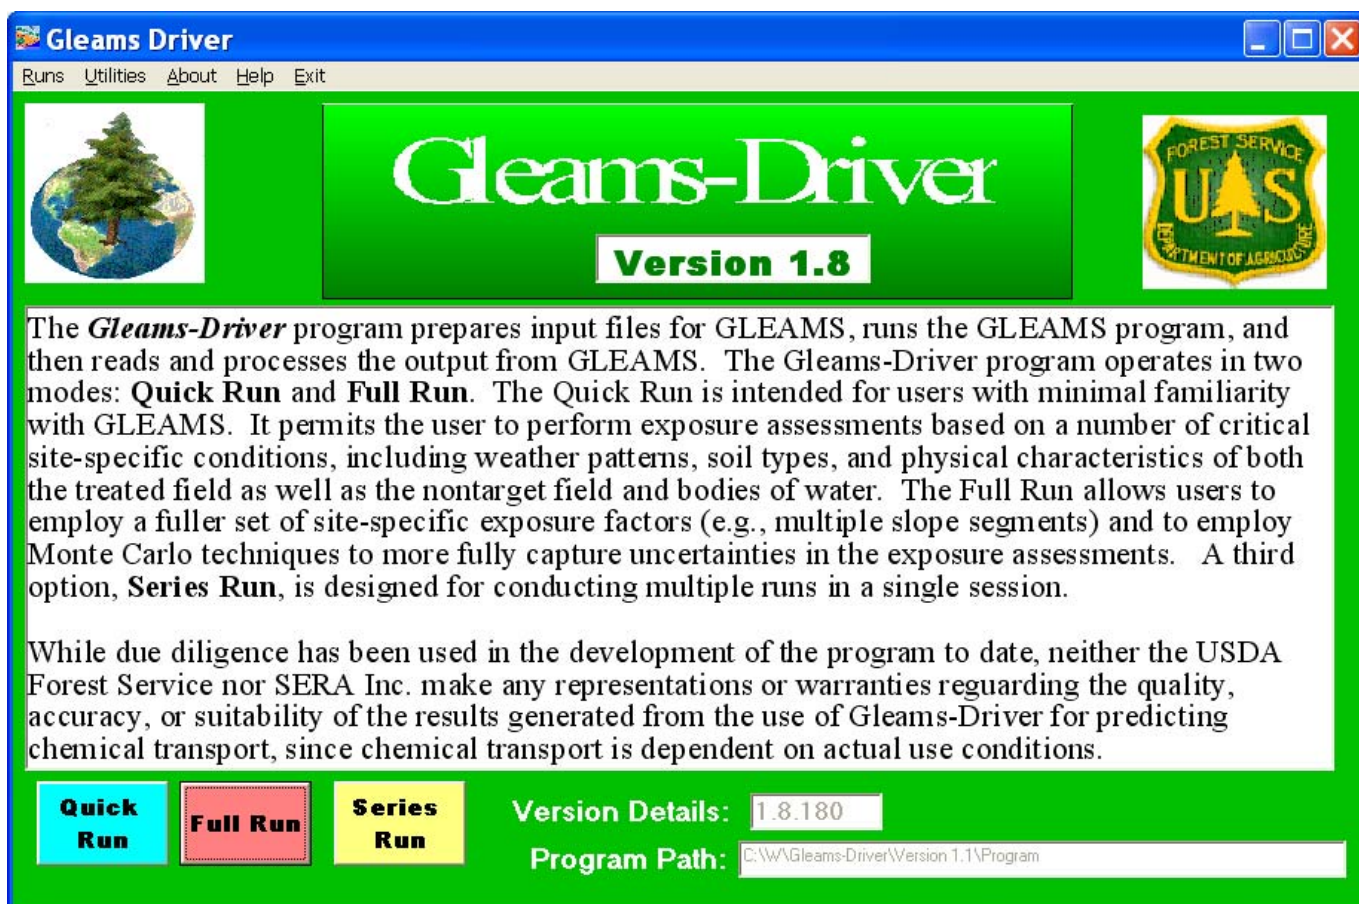 Gleams Driver
Runs Utilities About Help Exit
Gleams-Driver
Version 1.8
FOREST SERVICE
U S
DEPARTMENT OF AGRICULTURE
The Gleams-Driver program prepares input files for GLEAMS, runs the GLEAMS program, and
then reads and processes the output from GLEAMS. The Gleams-Driver program operates in two
modes: Quick Run and Full Run. The Quick Run is intended for users with minimal familiarity
with GLEAMS. It permits the user to perform exposure assessments based on a number of critical
site-specific conditions, including weather patterns, soil types, and physical characteristics of both
the treated field as well as the nontarget field and bodies of water. The Full Run allows users to
employ a fuller set of site-specific exposure factors (e.g., multiple slope segments) and to employ
Monte Carlo techniques to more fully capture uncertainties in the exposure assessments. A third
option, Series Run, is designed for conducting multiple runs in a single session.
While due diligence has been used in the development of the program to date, neither the USDA
Forest Service nor SERA Inc. make any representations or warranties reguarding the quality,
accuracy, or suitability of the results generated from the use of Gleams-Driver for predicting
chemical transport, since chemical transport is dependent on actual use conditions.
Quick
Run
Full Run
Series
Run
Version Details: 1.8.180
Program Path: C:\W\Gleams-Driver\Version 1.1\Program